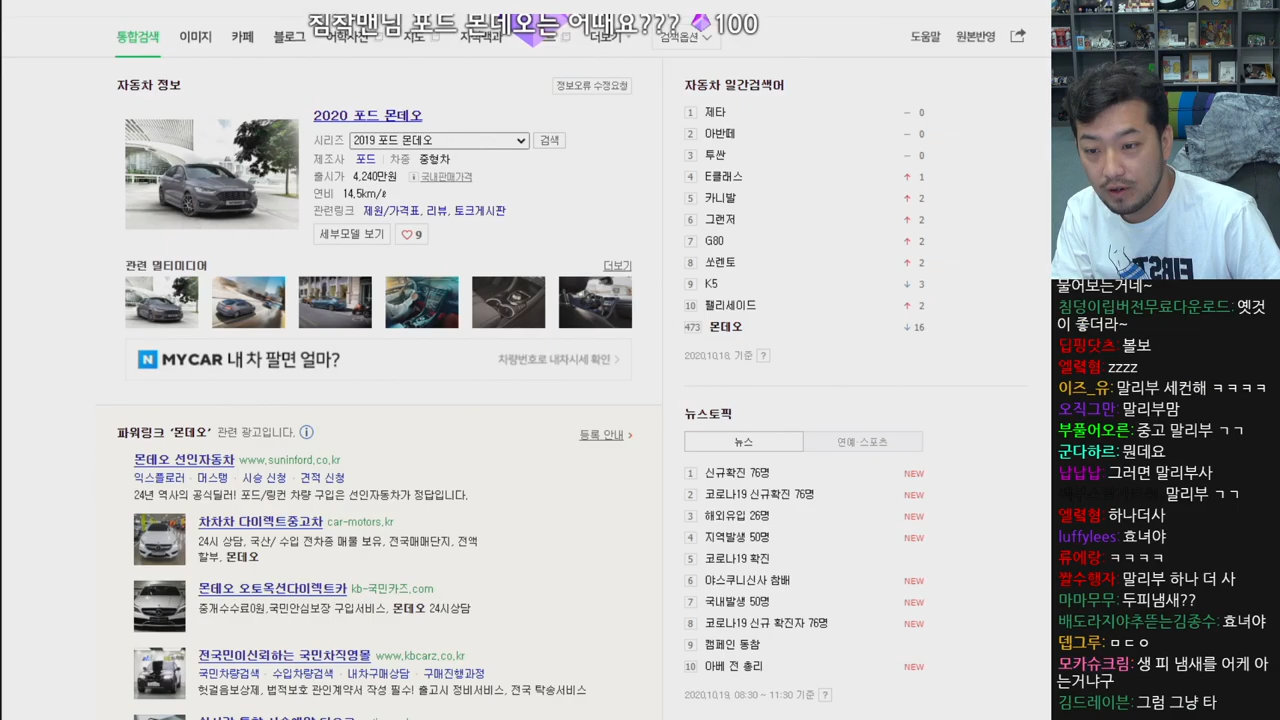 침착맨님 포드 몬데오는 어때요??? 100
통합검색 이미지 카페 블로그 어학사전 지도 지식백과 더보기 검색옵션
도움말 원본반영
자동차 정보
정보오류 수정요청
2020 포드 몬데오
시리즈 2019 포드 몬데오 검색
제조사 포드 차종 중형차
출시가 4,240만원 국내판매가격
연비 14.5km/ℓ
관련링크 제원/가격표, 리뷰, 토크게시판
세부모델 보기 9
관련 멀티미디어 더보기
N MYCAR 내 차 팔면 얼마? 차량번호로 내차시세 확인
파워링크 '몬데오' 관련 광고입니다. 등록 안내
몬데오 선인자동차 www.suninford.co.kr
익스플로러 · 머스탱 · 시승 신청 · 견적 신청
24년 역사의 공식딜러! 포드/링컨 차량 구입은 선인자동차가 정답입니다.
차차차 다이렉트중고차 car-motors.kr
24시 상담, 국산/ 수입 전차종 매물 보유, 전국매매단지, 전액
할부, 몬데오
몬데오 오토옥션다이렉트카 kb-국민카즈.com
중개수수료0원,국민안심보장 구입서비스, 몬데오 24시상담
전국민이신뢰하는 국민차직영몰 www.kbcarz.co.kr
국민차량검색 · 수입차량검색 · 내차구매상담 · 구매진행과정
헛걸음보상제, 법적보호 관인계약서 작성 필수! 출고시 정비서비스, 전국 탁송서비스
자동차 일간검색어
1 제타 – 0
2 아반떼 – 0
3 투싼 – 0
4 E클래스 ↑ 1
5 카니발 ↑ 2
6 그랜저 ↑ 2
7 G80 ↑ 2
8 쏘렌토 ↑ 2
9 K5 ↓ 3
10 팰리세이드 ↑ 2
473 몬데오 ↓ 16
2020.10.18. 기준 ?
뉴스토픽
뉴스 연예·스포츠
1 신규확진 76명 NEW
2 코로나19 신규확진 76명 NEW
3 해외유입 26명 NEW
4 지역발생 50명 NEW
5 코로나19 확진
6 야스쿠니신사 참배 NEW
7 국내발생 50명 NEW
8 코로나19 신규 확진자 76명 NEW
9 캠페인 동참
10 아베 전 총리 NEW
2020.10.19. 08:30 ~ 11:30 기준 ?
FIRST
물어보는거네~
침덩이립버전무료다운로드: 옛것
이 좋더라~
딥핑닷츠: 볼보
엘렄혐: zzzz
이즈_유: 말리부 세컨해 ㅋㅋㅋㅋ
오직그만: 말리부맘
부풀어오른: 중고 말리부 ㄱㄱ
군다하르: 뭔데요
납납납: 그러면 말리부사
말리부 ㄱㄱ
엘렄혐: 하나더사
luffylees: 효녀야
류에랑: ㅋㅋㅋㅋ
짤수행자: 말리부 하나 더 사
마마무무: 두피냄새??
배도라지야추뜯는김종수: 효녀야
뎁그루: ㅁㄷㅇ
모카슈크림: 생 피 냄새를 어케 아
는거냐구
김드레이븐: 그럼 그냥 타